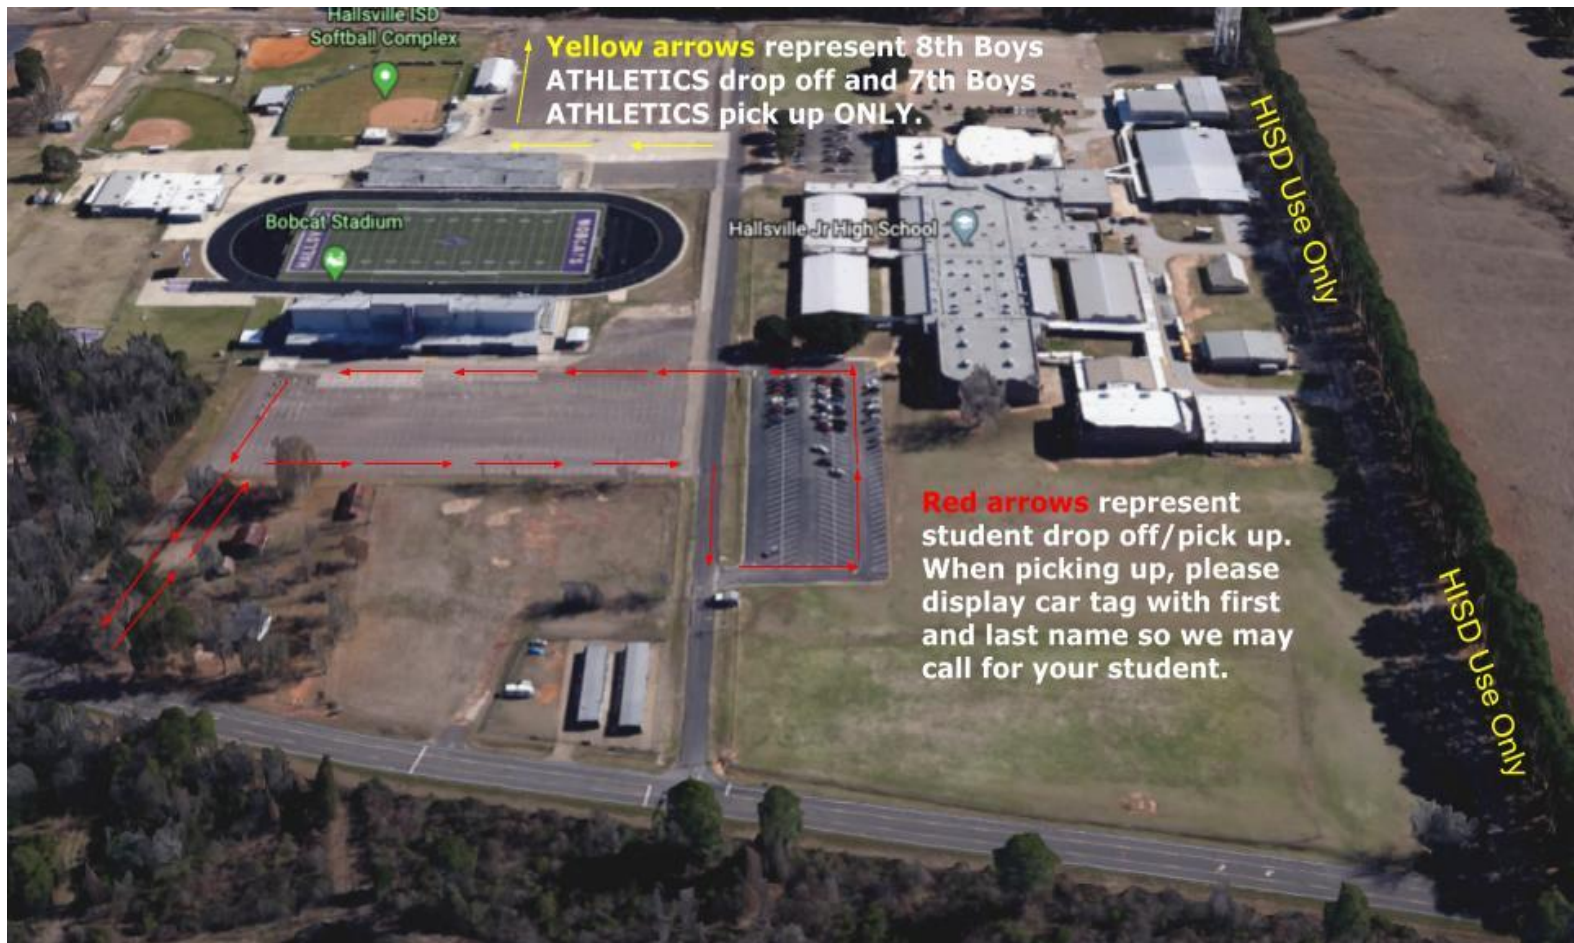 Hallsville ISD
Softball Complex
Yellow arrows represent 8th Boys
ATHLETICS drop off and 7th Boys
ATHLETICS pick up ONLY.
HISD Use Only
Bobcat Stadium
Hallsville Jr High School
BOBCATS
Red arrows represent
student drop off/pick up.
When picking up, please
display car tag with first
and last name so we may
call for your student.
HISD Use Only